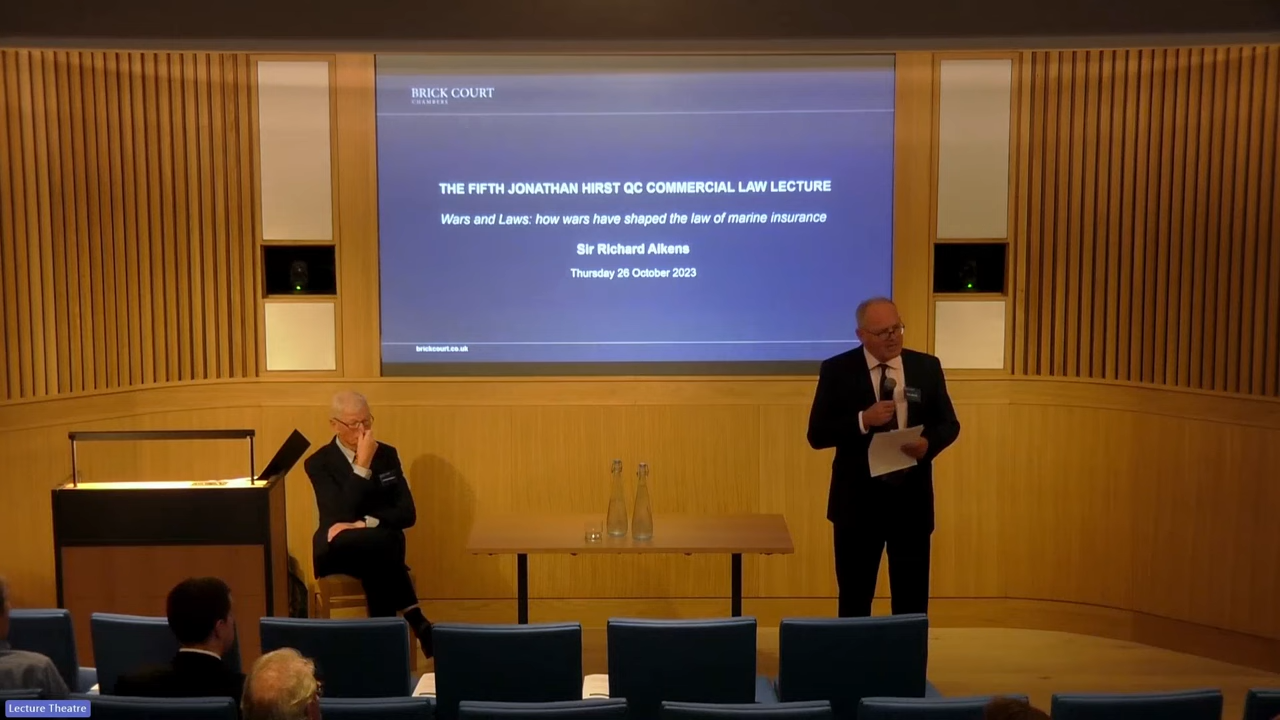 BRICK COURT
CHAMBERS
THE FIFTH JONATHAN HIRST QC COMMERCIAL LAW LECTURE
Wars and Laws: how wars have shaped the law of marine insurance
Sir Richard Aikens
Thursday 26 October 2023
brickcourt.co.uk
Lecture Theatre